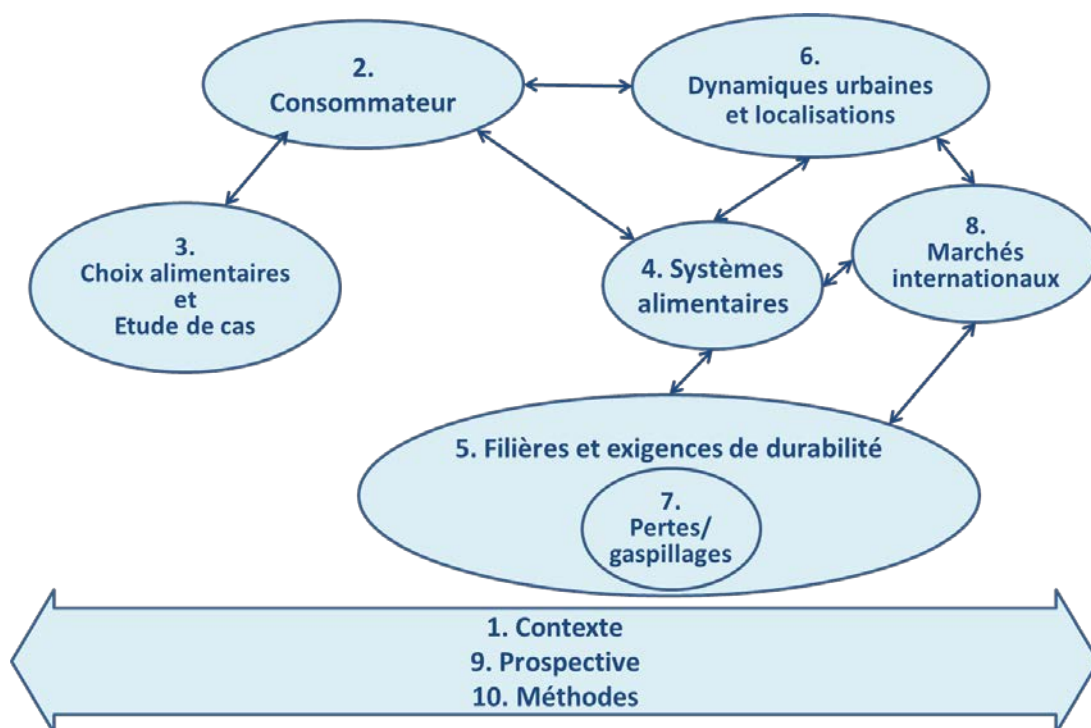 2.
Consommateur
6.
Dynamiques urbaines
et localisations
3.
Choix alimentaires
et
Etude de cas
4. Systèmes
alimentaires
8.
Marchés
internationaux
5. Filières et exigences de durabilité
7.
Pertes/
gaspillages
1. Contexte
9. Prospective
10. Méthodes